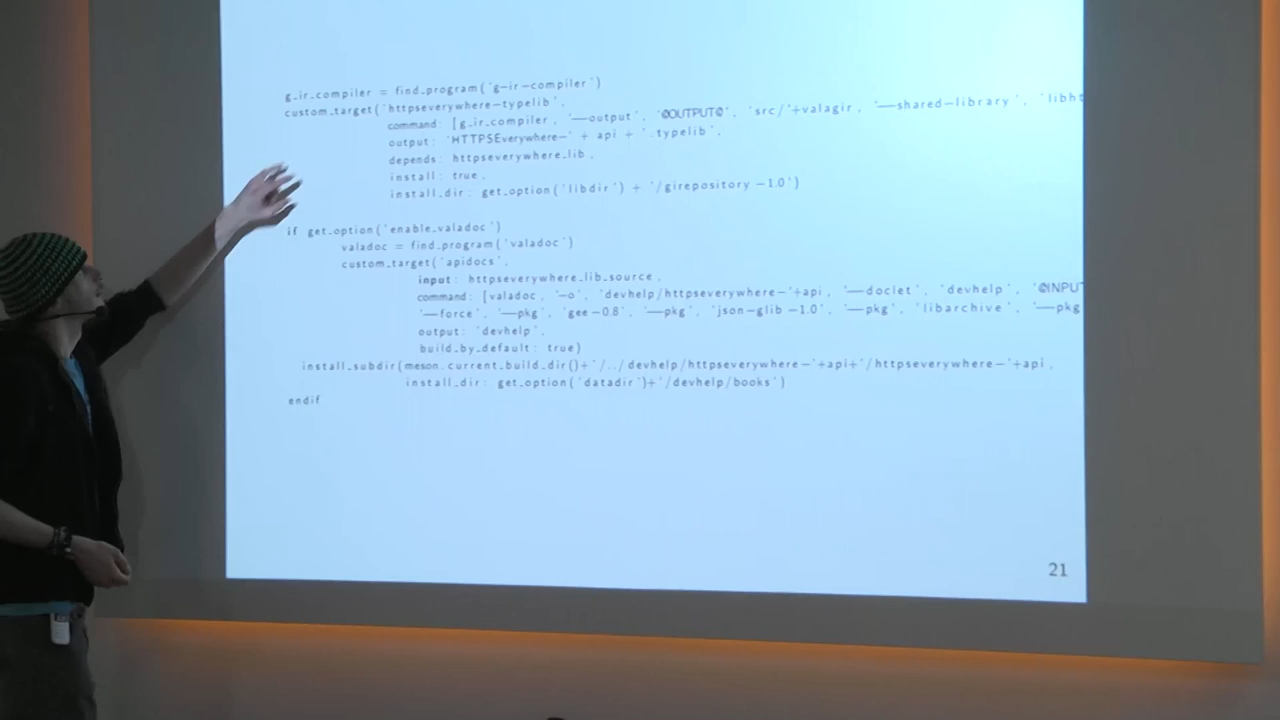 g_ir_compiler = find_program('g-ir-compiler')
custom_target('httpseverywhere-typelib',
command: [g_ir_compiler, '—output', '@OUTPUT@', 'src/'+valagir, '—shared-library', 'libht
output: 'HTTPSEverywhere-' + api + '.typelib',
depends: httpseverywhere_lib,
install: true,
install_dir: get_option('libdir') + '/girepository-1.0')
if get_option('enable_valadoc')
valadoc = find_program('valadoc')
custom_target('apidocs',
input: httpseverywhere_lib_source,
command: [valadoc, '-o', 'devhelp/httpseverywhere-'+api, '—doclet', 'devhelp', '@INPUT
'—force', '—pkg', 'gee-0.8', '—pkg', 'json-glib-1.0', '—pkg', 'libarchive', '—pkg
output: 'devhelp',
build_by_default: true)
install_subdir(meson.current_build_dir()+'/../devhelp/httpseverywhere-'+api+'/httpseverywhere-'+api,
install_dir: get_option('datadir')+'/devhelp/books')
endif
21